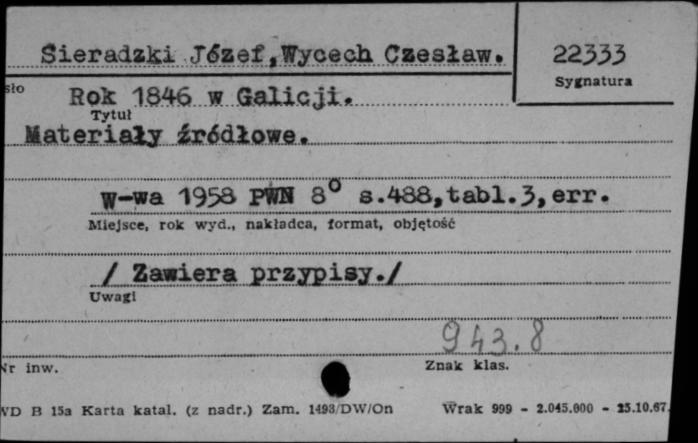 Sieradzki Józef,Wycech Czesław.
22333
Sygnatura
sło
Rok 1846 w Galicji.
Tytuł
Materiały źródłowe.
W-wa 1958 PWN 8° s.488,tabl.3,err.
Miejsce, rok wyd., nakładca, format, objętość
/ Zawiera przypisy./
Uwagi
943.8
Nr inw.
Znak klas.
WD B 15a Karta katal. (z nadr.) Zam. 1493/DW/On Wrak 999 - 2.045.000 - 25.10.67.